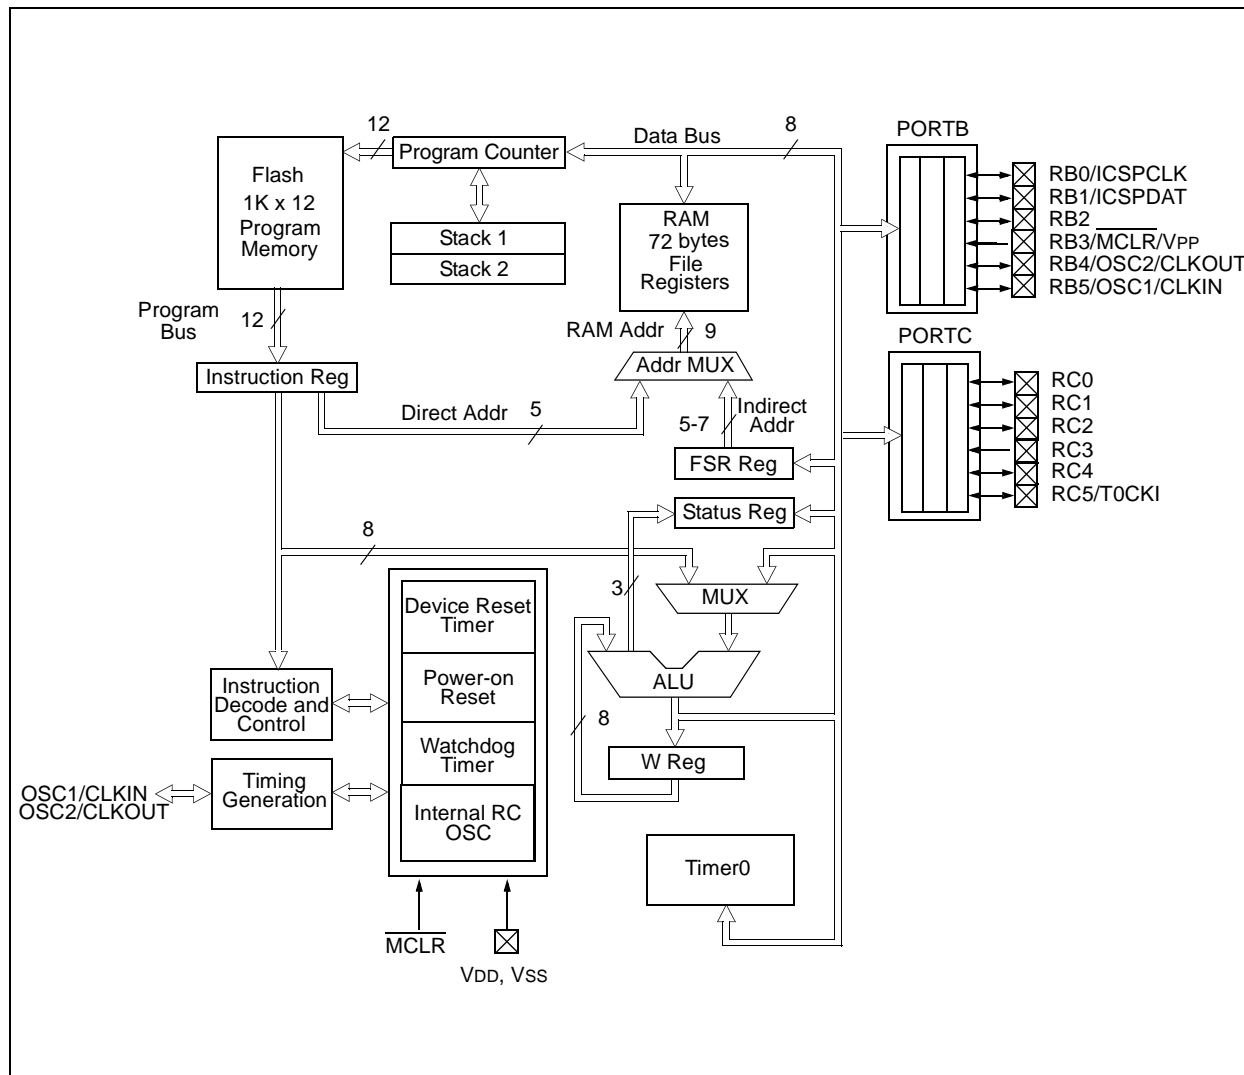 12
Program Counter
Data Bus
8
PORTB
Flash
1K x 12
Program
Memory
Stack 1
Stack 2
RAM
72 bytes
File
Registers
RB0/ICSPCLK
RB1/ICSPDAT
RB2
RB3/MCLR/VPP
RB4/OSC2/CLKOUT
RB5/OSC1/CLKIN
Program
Bus
12
RAM Addr
9
PORTC
Addr MUX
Instruction Reg
Direct Addr
5
5-7
Indirect
Addr
FSR Reg
RC0
RC1
RC2
RC3
RC4
RC5/T0CKI
Status Reg
8
3
MUX
Device Reset
Timer
Power-on
Reset
Watchdog
Timer
Internal RC
OSC
ALU
8
W Reg
Instruction
Decode and
Control
Timing
Generation
OSC1/CLKIN
OSC2/CLKOUT
Timer0
MCLR
VDD, VSS